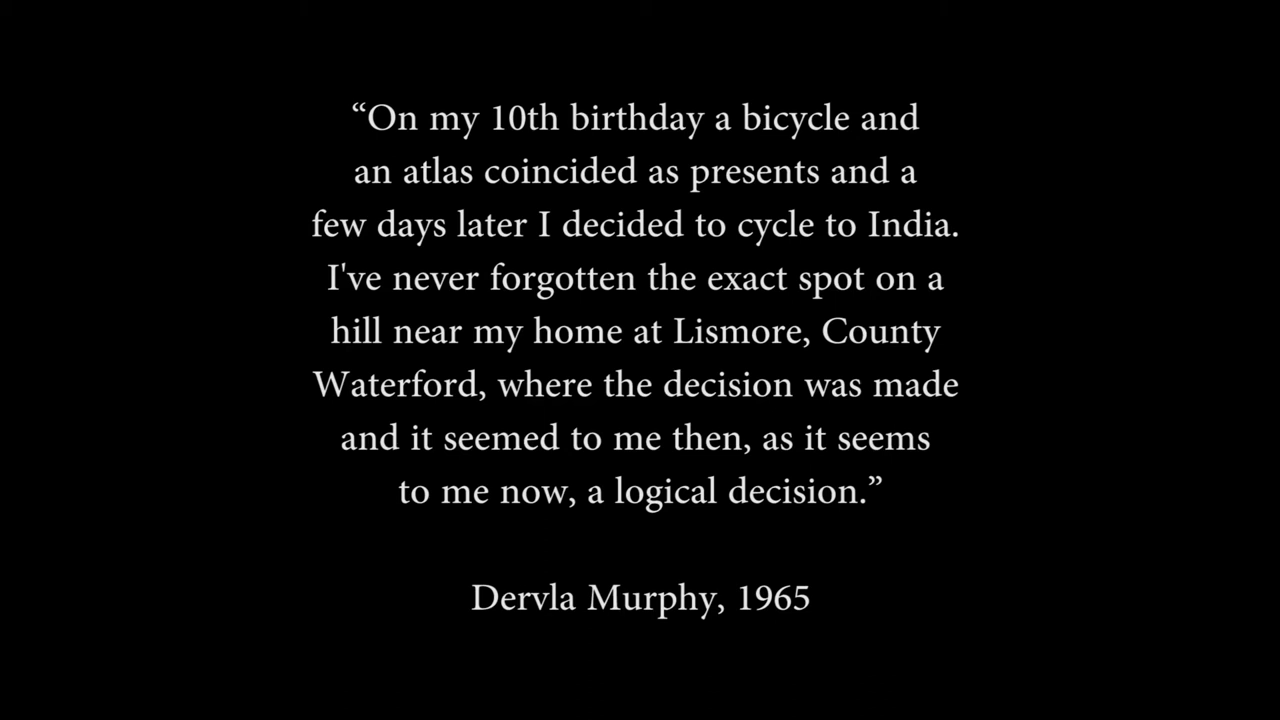 “On my 10th birthday a bicycle and
an atlas coincided as presents and a
few days later I decided to cycle to India.
I've never forgotten the exact spot on a
hill near my home at Lismore, County
Waterford, where the decision was made
and it seemed to me then, as it seems
to me now, a logical decision.”
Dervla Murphy, 1965